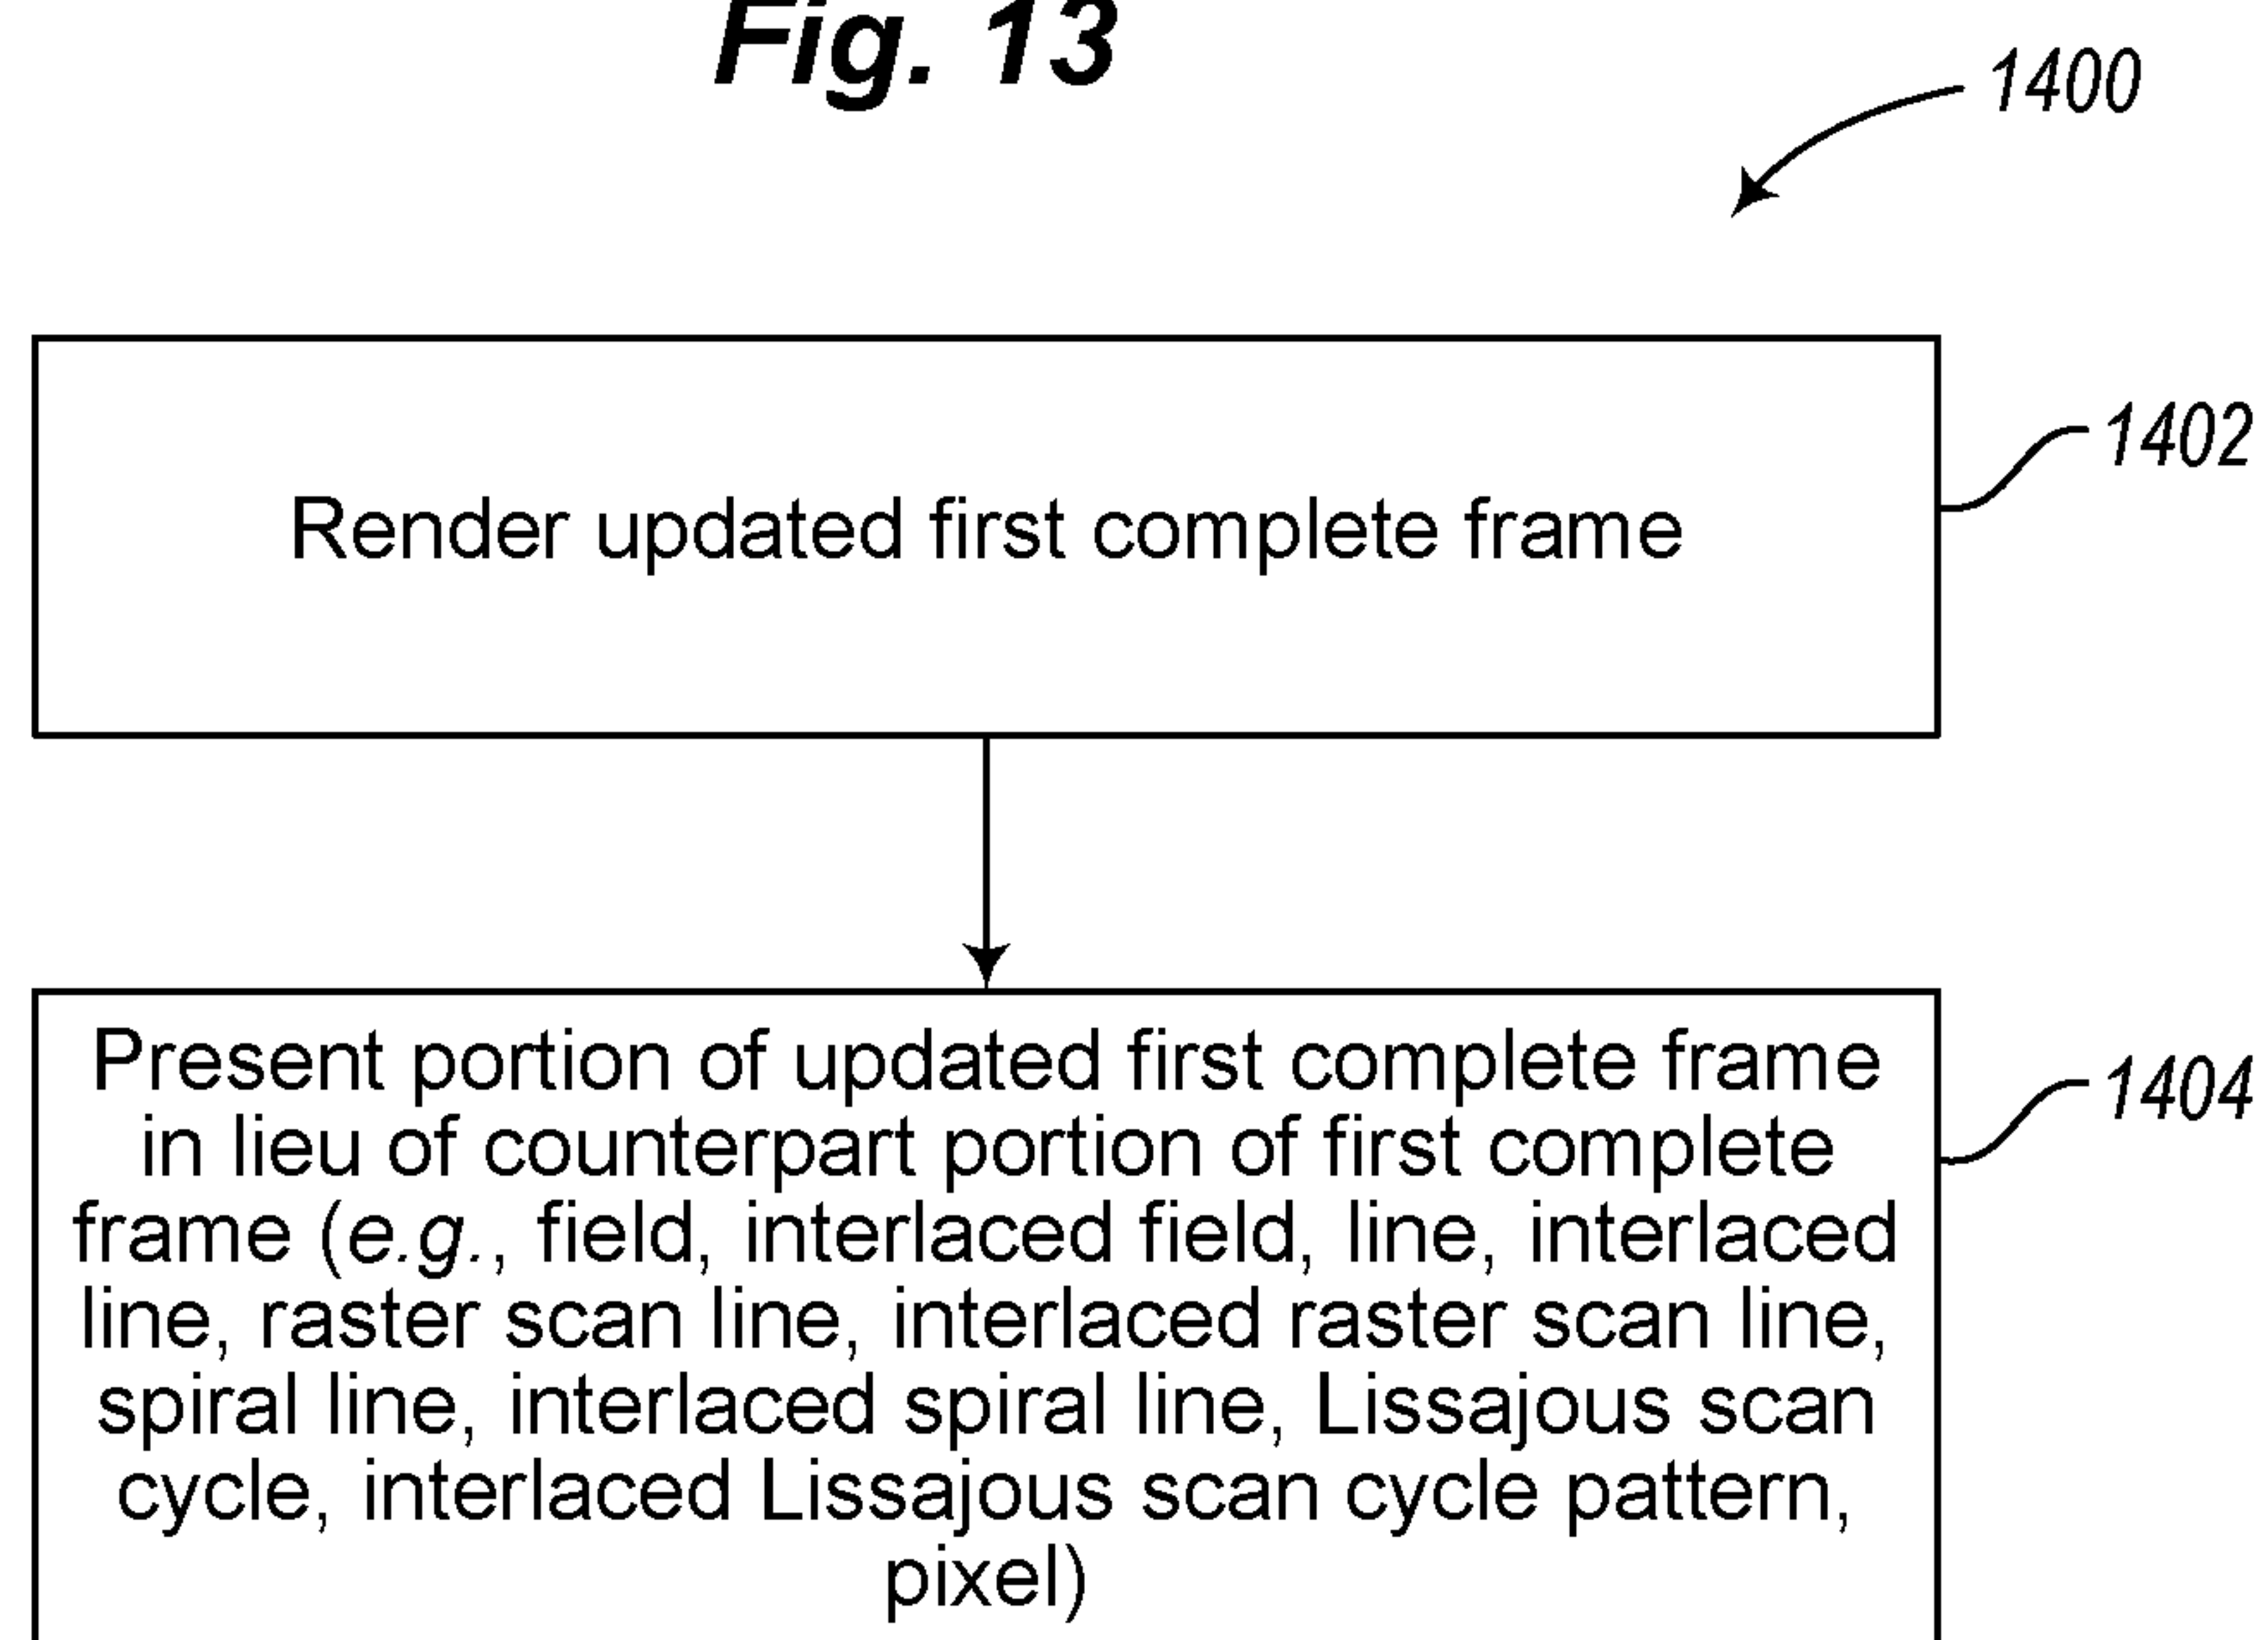 Fig. 13
1400
Render updated first complete frame
1402
Present portion of updated first complete frame
in lieu of counterpart portion of first complete
frame (e.g., field, interlaced field, line, interlaced
line, raster scan line, interlaced raster scan line,
spiral line, interlaced spiral line, Lissajous scan
cycle, interlaced Lissajous scan cycle pattern,
pixel)
1404